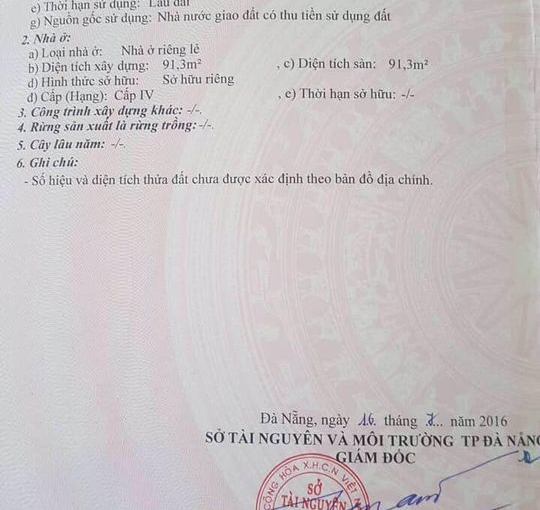 e) Thời hạn sử dụng: Lâu dài
g) Nguồn gốc sử dụng: Nhà nước giao đất có thu tiền sử dụng đất
2. Nhà ở:
a) Loại nhà ở: Nhà ở riêng lẻ
b) Diện tích xây dựng: 91,3m² , c) Diện tích sàn: 91,3m²
d) Hình thức sở hữu: Sở hữu riêng
đ) Cấp (Hạng): Cấp IV , e) Thời hạn sở hữu: -/-
3. Công trình xây dựng khác: -/-.
4. Rừng sản xuất là rừng trồng: -/-.
5. Cây lâu năm: -/-.
6. Ghi chú:
- Số hiệu và diện tích thửa đất chưa được xác định theo bản đồ địa chính.
Đà Nẵng, ngày 16 tháng ... năm 2016
SỞ TÀI NGUYÊN VÀ MÔI TRƯỜNG TP ĐÀ NẴNG
GIÁM ĐỐC
CỘNG HÒA X.H.C.N VIỆT
SỞ
TÀI NGUYÊN